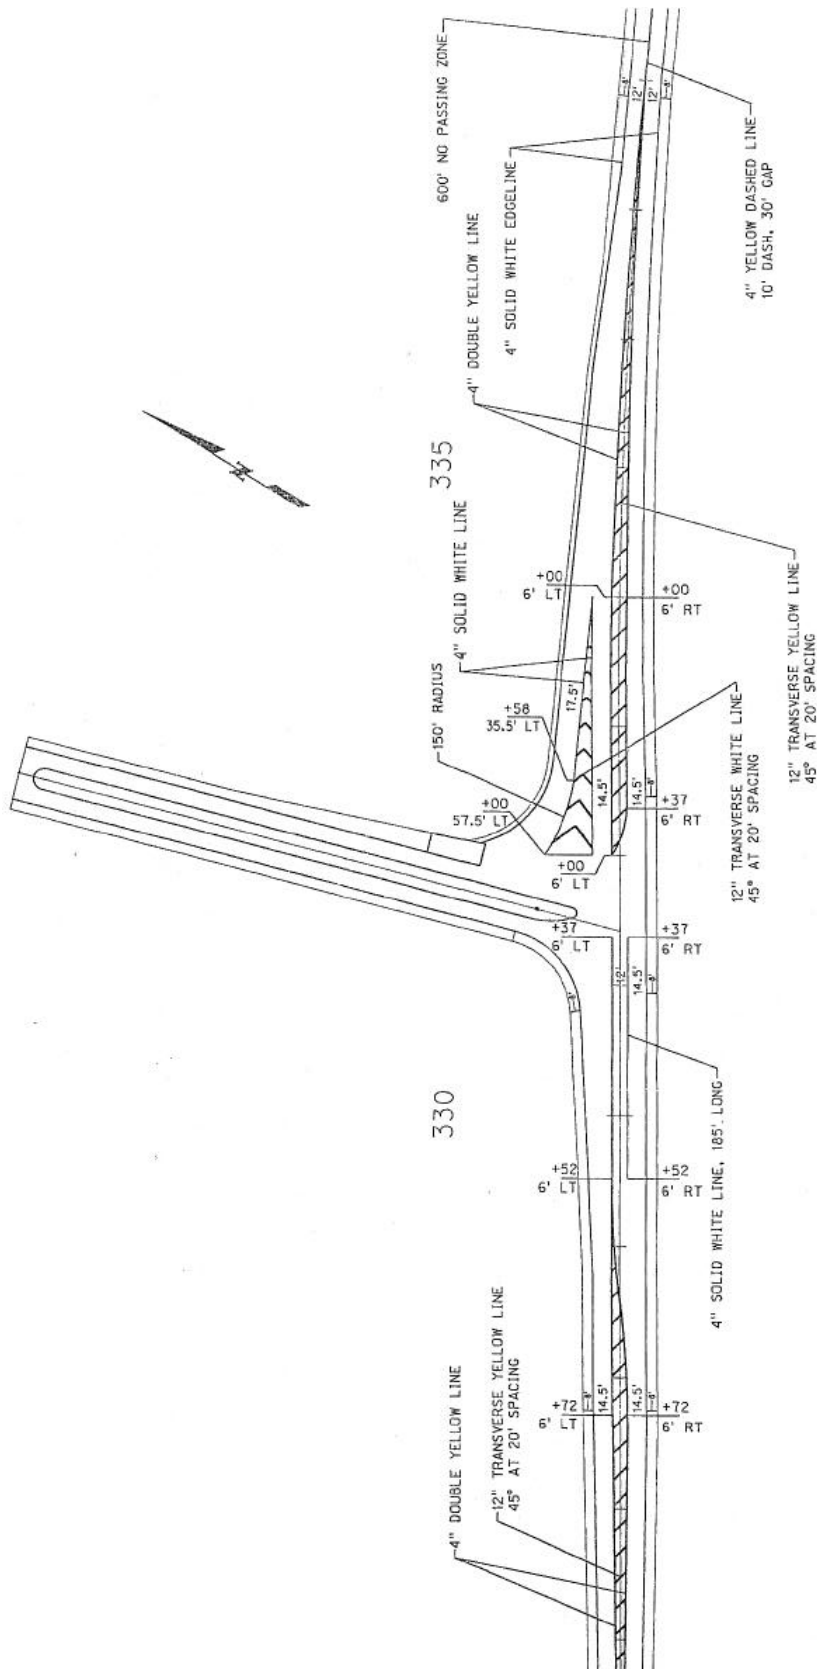 600' NO PASSING ZONE
4" SOLID WHITE EDGELINE
4" DOUBLE YELLOW LINE
8'
12'
12'
8'
4" YELLOW DASHED LINE
10' DASH, 30' GAP
N
335
4" SOLID WHITE LINE
150' RADIUS
+00
6' LT
+00
6' RT
17.5'
+58
35.5' LT
12" TRANSVERSE YELLOW LINE
45° AT 20' SPACING
+00
57.5' LT
14.5'
14.5'
8'
+37
6' RT
12" TRANSVERSE WHITE LINE
45° AT 20' SPACING
+00
6' LT
+37
6' LT
+37
6' RT
12'
14.5'
8'
8'
330
4" SOLID WHITE LINE, 185' LONG
+52
6' LT
+52
6' RT
4" DOUBLE YELLOW LINE
12" TRANSVERSE YELLOW LINE
45° AT 20' SPACING
+72
6' LT
8'
14.5'
14.5'
8'
+72
6' RT